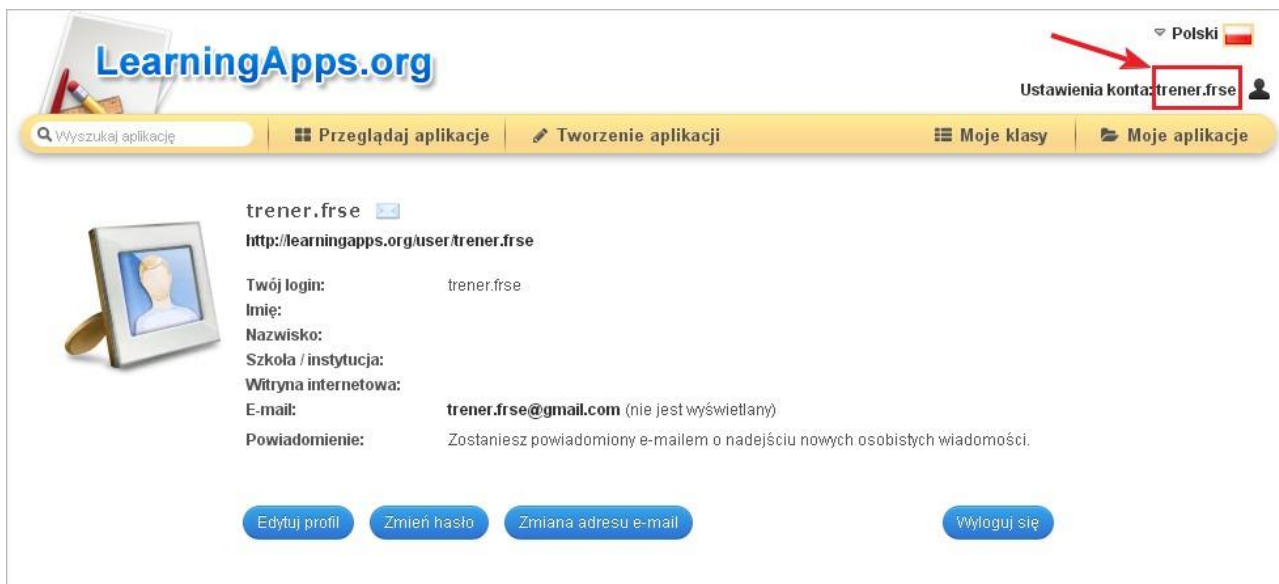 LearningApps.org
Polski
Ustawienia konta: trener.frse
Wyszukaj aplikację
Przeglądaj aplikacje
Tworzenie aplikacji
Moje klasy
Moje aplikacje
trener.frse
http://learningapps.org/user/trener.frse
Twój login: trener.frse
Imię:
Nazwisko:
Szkoła / instytucja:
Witryna internetowa:
E-mail: trener.frse@gmail.com (nie jest wyświetlany)
Powiadomienie: Zostaniesz powiadomiony e-mailem o nadejściu nowych osobistych wiadomości.
Edytuj profil
Zmień hasło
Zmiana adresu e-mail
Wyloguj się